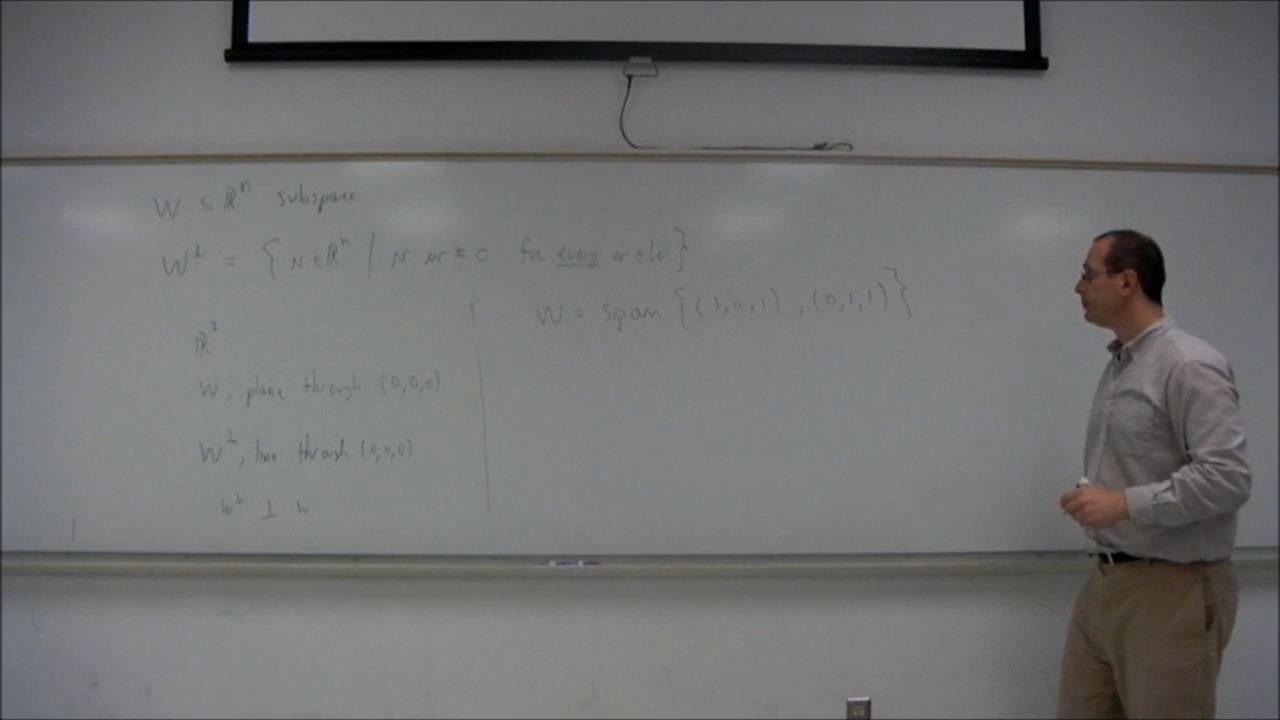 W ⊆ ℝⁿ subspace
W⊥ = { v ∈ ℝⁿ | v · w = 0 for every w ∈ W }
W = span { (1,0,1) , (0,1,1) }
ℝ³
W, plane through (0,0,0)
W⊥, line through (0,0,0)
W⊥ ⊥ W